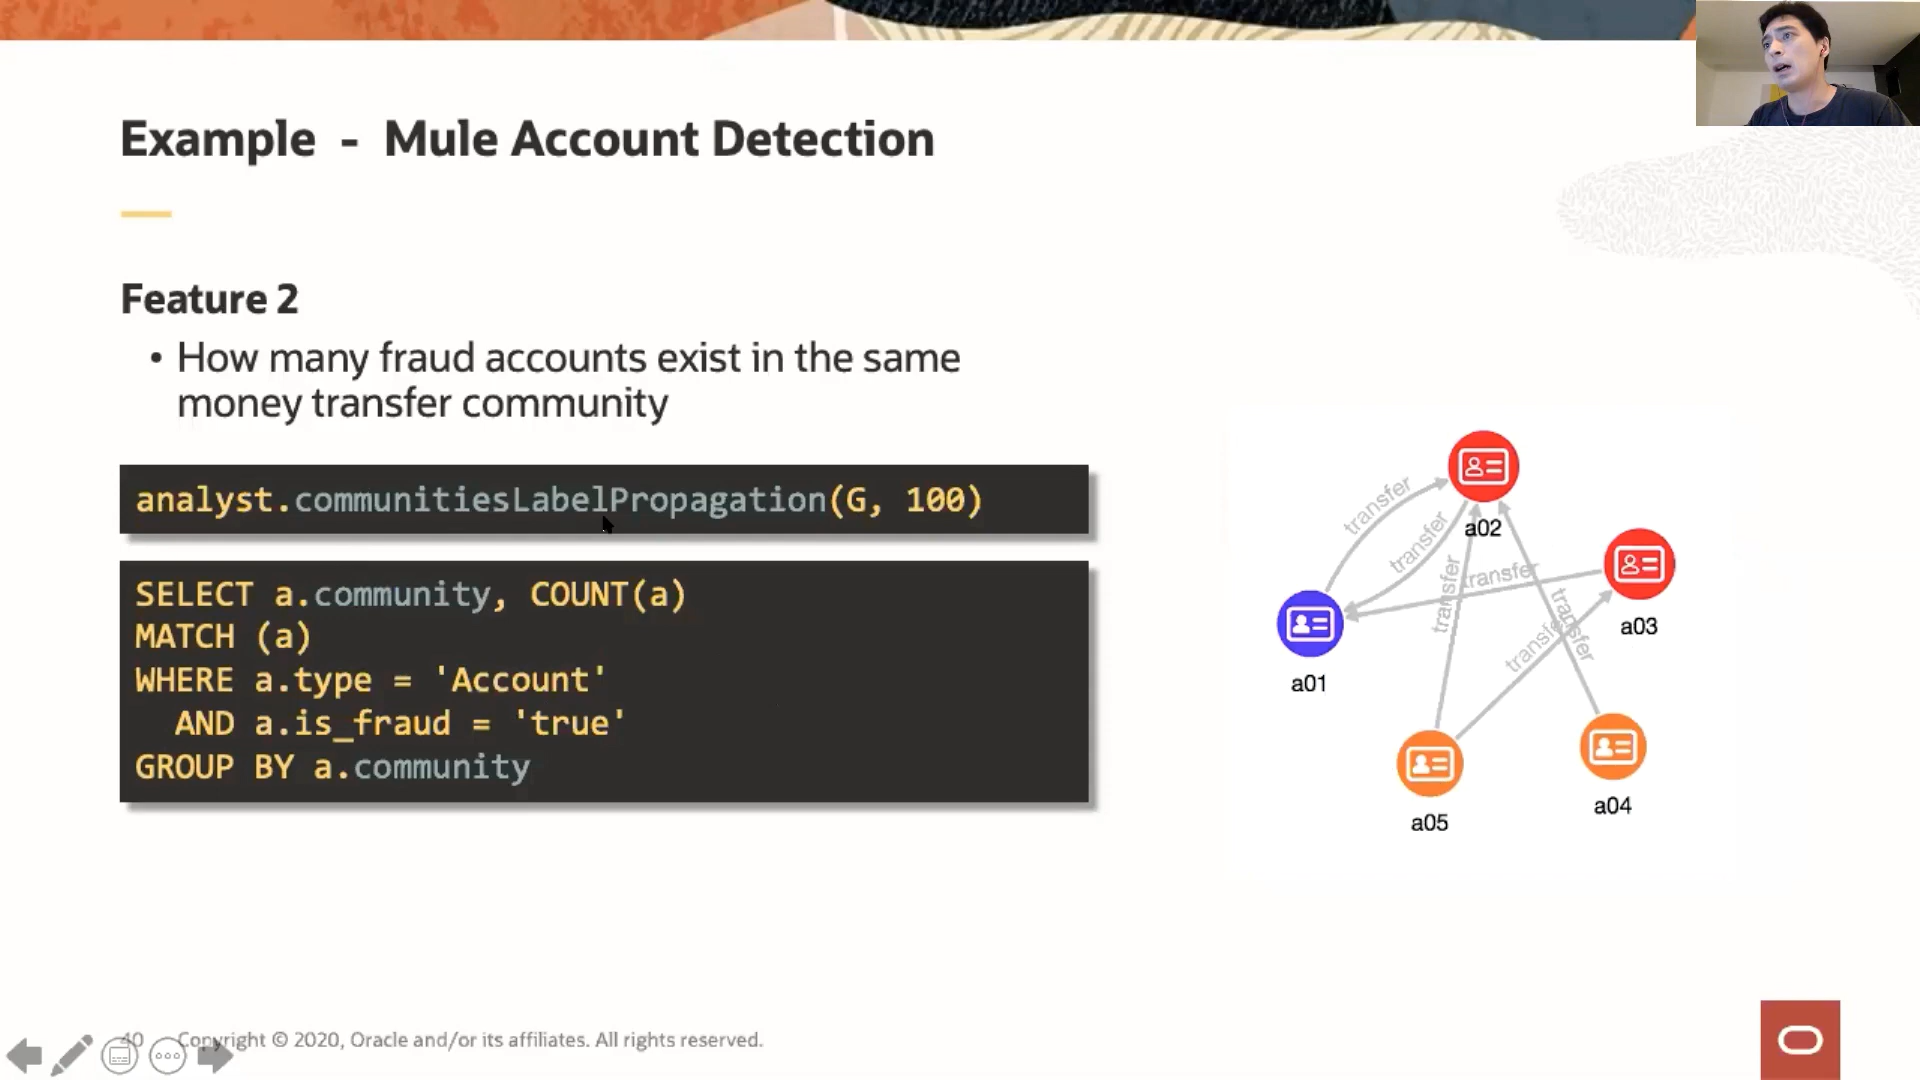 Example - Mule Account Detection
Feature 2
• How many fraud accounts exist in the same
money transfer community
analyst.communitiesLabelPropagation(G, 100)
SELECT a.community, COUNT(a)
MATCH (a)
WHERE a.type = 'Account'
AND a.is_fraud = 'true'
GROUP BY a.community
transfer
a02
transfer
transfer
transfer
a03
transfer
transfer
a01
a04
a05
40 Copyright © 2020, Oracle and/or its affiliates. All rights reserved.